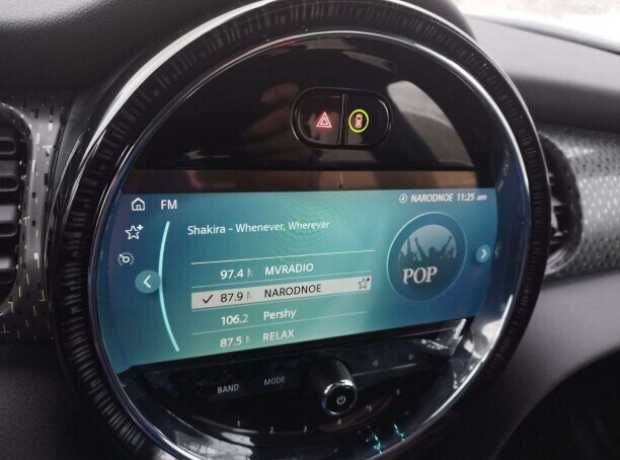 FM
NARODNOE 11:25 am
Shakira - Whenever, Wherever
97.4 MVRADIO
87.9 NARODNOE
106.2 Pershy
87.5 RELAX
POP
BAND MODE